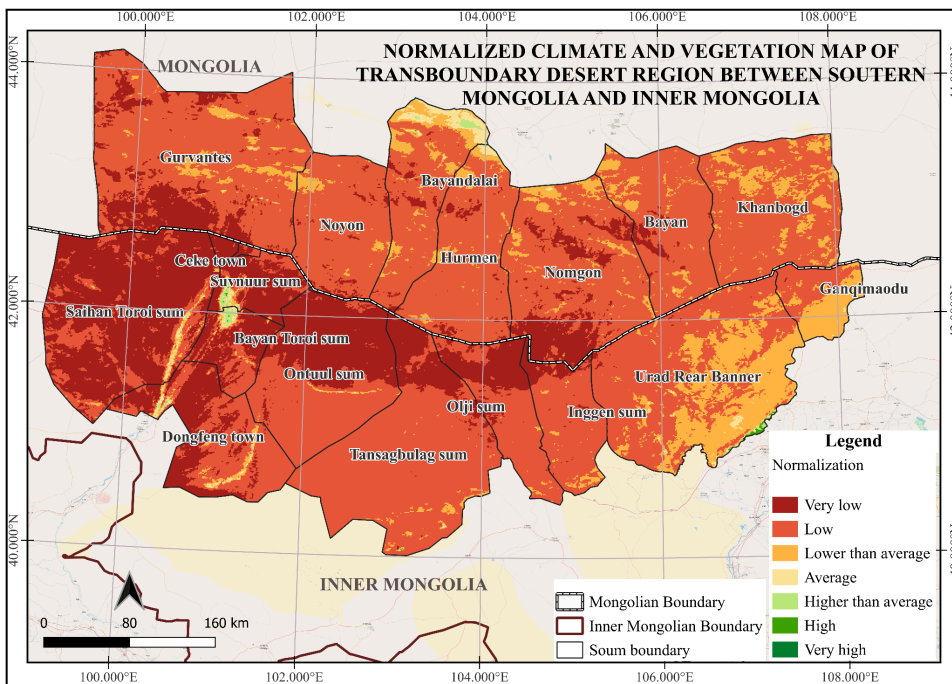 100.000°E 102.000°E 104.000°E 106.000°E 108.000°E
NORMALIZED CLIMATE AND VEGETATION MAP OF
TRANSBOUNDARY DESERT REGION BETWEEN SOUTERN
MONGOLIA AND INNER MONGOLIA
44.000°N
MONGOLIA
Gurvantes
Bayandalai
Noyon
Bayan
Khanbogd
Hurmen
Nomgon
Ceke town
Suvnuur sum
Ganqimaodu
42.000°N
Saihan Toroi sum
Bayan Toroi sum
Ontuul sum
Urad Rear Banner
Olji sum
Inggen sum
Dongfeng town
Tansagbulag sum
40.000°N
INNER MONGOLIA
0 80 160 km
Legend
Normalization
Very low
Low
Lower than average
Average
Higher than average
High
Very high
Mongolian Boundary
Inner Mongolian Boundary
Soum boundary
100.000°E 102.000°E 104.000°E 106.000°E 108.000°E